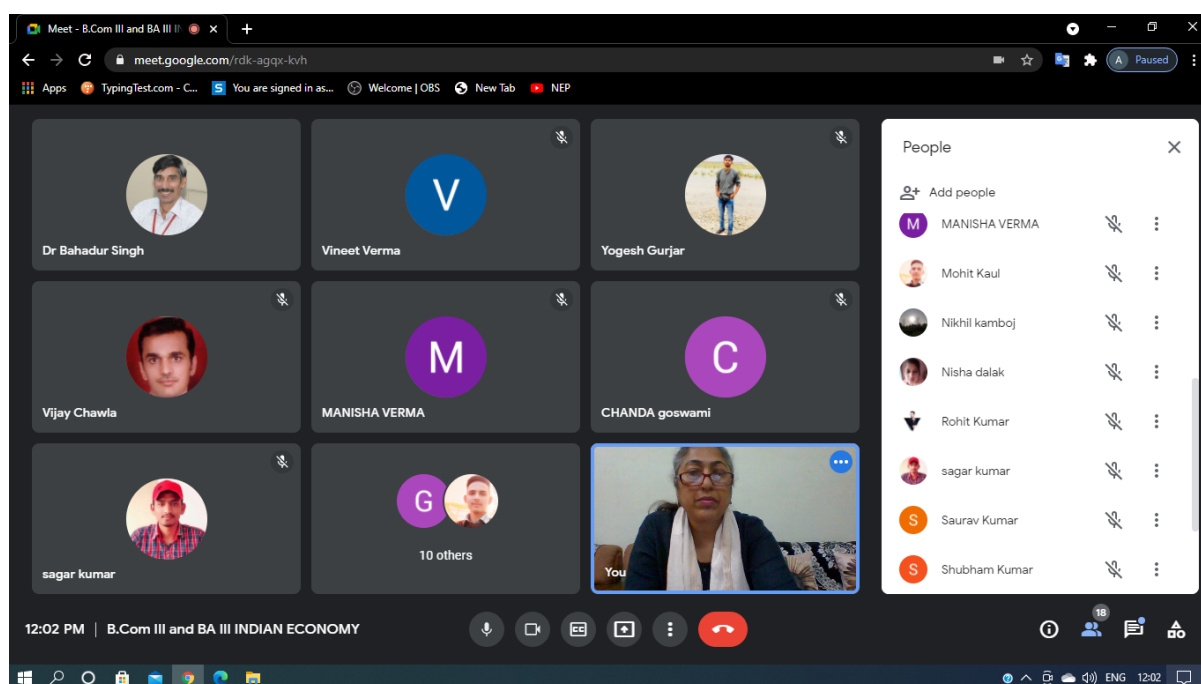 Meet - B.Com III and BA III I
meet.google.com/rdk-agqx-kvh
A Paused
Apps TypingTest.com - C... S You are signed in as... Welcome | OBS New Tab NEP
Dr Bahadur Singh
V
Vineet Verma
Yogesh Gurjar
Vijay Chawla
M
MANISHA VERMA
C
CHANDA goswami
sagar kumar
G
10 others
You
People
Add people
M MANISHA VERMA
Mohit Kaul
Nikhil kamboj
Nisha dalak
Rohit Kumar
sagar kumar
S Saurav Kumar
S Shubham Kumar
12:02 PM | B.Com III and BA III INDIAN ECONOMY
CC
18
ENG 12:02